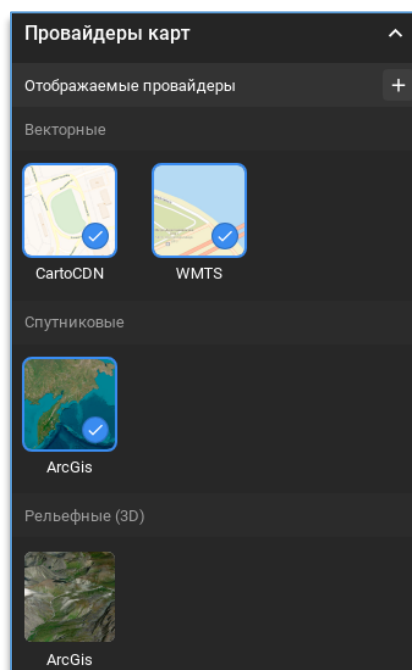 Провайдеры карт
Отображаемые провайдеры
Векторные
CartoCDN WMTS
Спутниковые
ArcGis
Рельефные (3D)
ArcGis